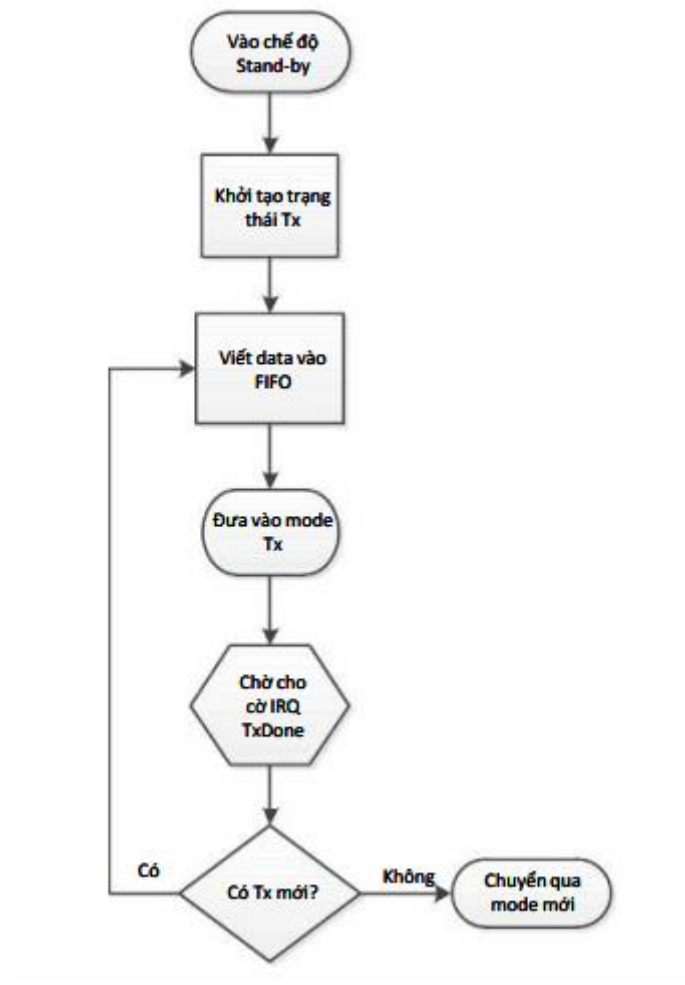 Vào chế độ
Stand-by
Khởi tạo trạng
thái Tx
Viết data vào
FIFO
Đưa vào mode
Tx
Chờ cho
cờ IRQ
TxDone
Có
Có Tx mới?
Không
Chuyển qua
mode mới